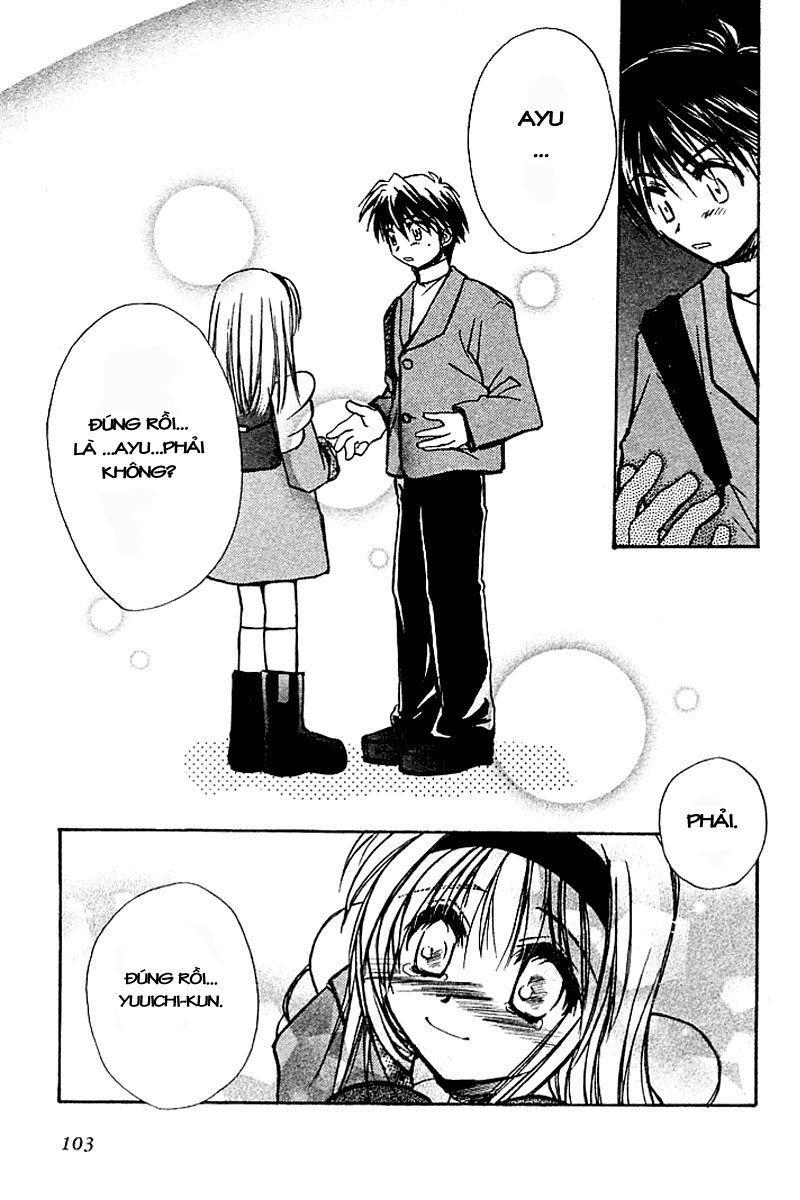 AYU
...
ĐÚNG RỒI...
LÀ ...AYU...PHẢI
KHÔNG?
PHẢI.
ĐÚNG RỒI...
YUUICHI-KUN.
103